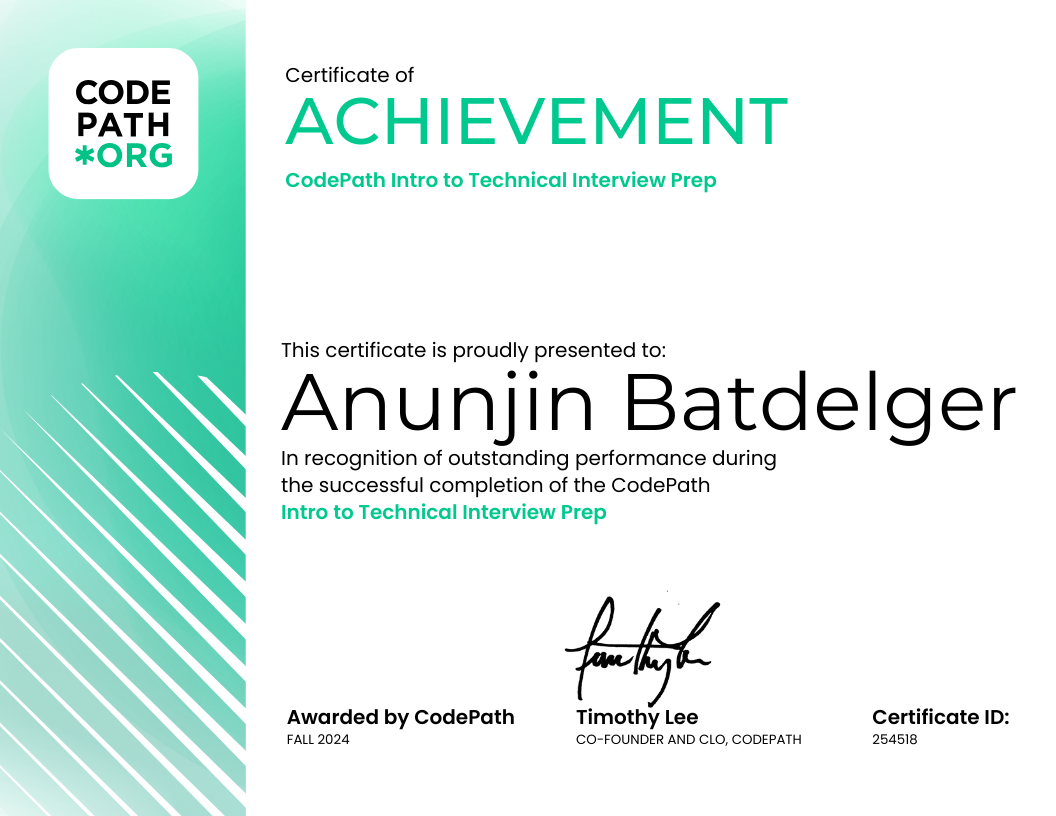 CODE
PATH
*ORG
Certificate of
ACHIEVEMENT
CodePath Intro to Technical Interview Prep
This certificate is proudly presented to:
Anunjin Batdelger
In recognition of outstanding performance during
the successful completion of the CodePath
Intro to Technical Interview Prep
Awarded by CodePath
FALL 2024
Timothy Lee
CO-FOUNDER AND CLO, CODEPATH
Certificate ID:
254518